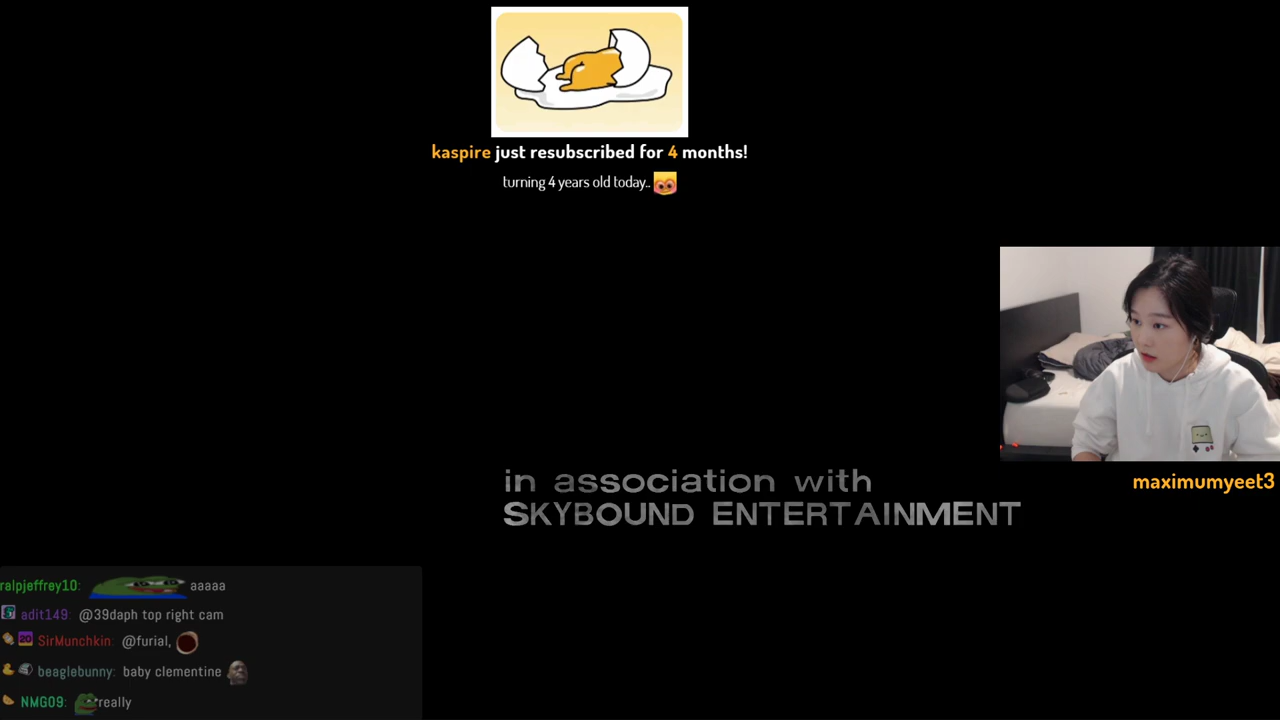 kaspire just resubscribed for 4 months!
turning 4 years old today..
maximumyeet3
in association with
SKYBOUND ENTERTAINMENT
ralpjeffrey10: aaaaa
adit149: @39daph top right cam
20 SirMunchkin: @furial,
beaglebunny: baby clementine
NMG09: really